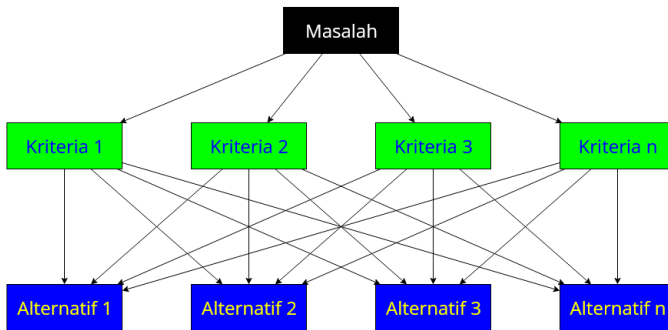 Masalah
Kriteria 1
Kriteria 2
Kriteria 3
Kriteria n
Alternatif 1
Alternatif 2
Alternatif 3
Alternatif n